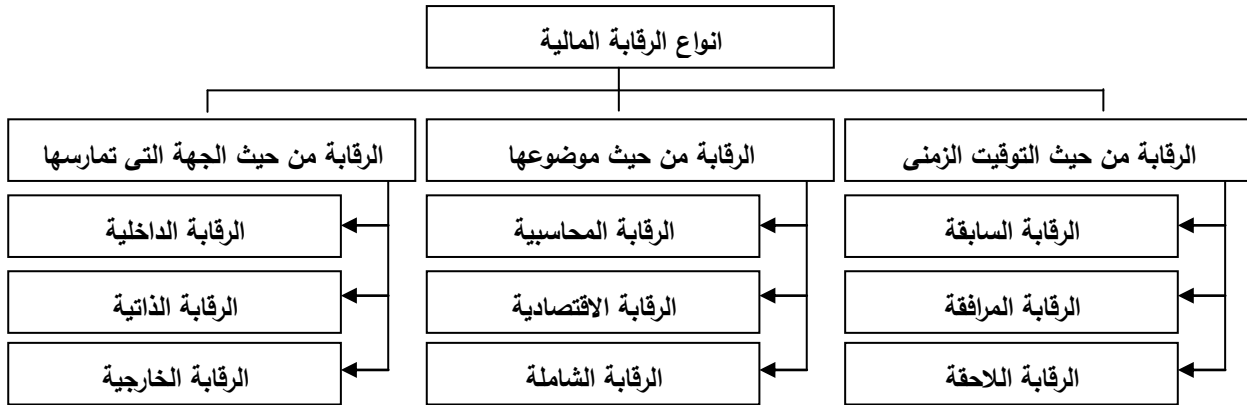 انواع الرقابة المالية
الرقابة من حيث التوقيت الزمنى
الرقابة من حيث موضوعها
الرقابة من حيث الجهة التى تمارسها
الرقابة السابقة
الرقابة المحاسبية
الرقابة الداخلية
الرقابة المرافقة
الرقابة الاقتصادية
الرقابة الذاتية
الرقابة اللاحقة
الرقابة الشاملة
الرقابة الخارجية